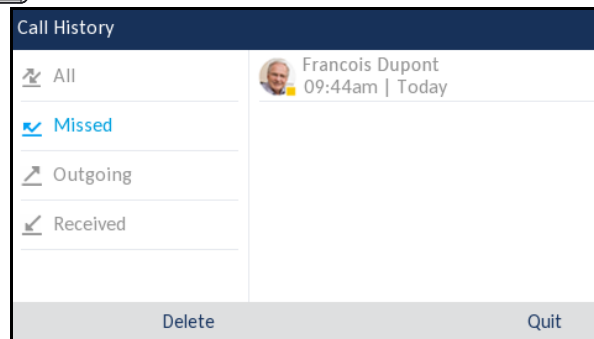 Call History
All
Missed
Outgoing
Received
Francois Dupont
09:44am | Today
Delete
Quit